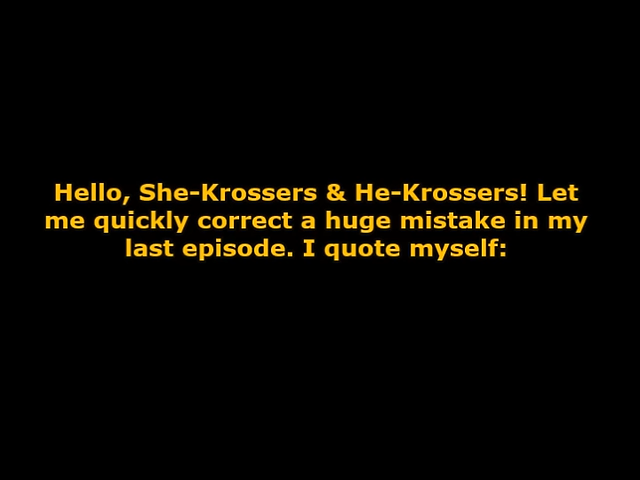 Hello, She-Krossers & He-Krossers! Let
me quickly correct a huge mistake in my
last episode. I quote myself: